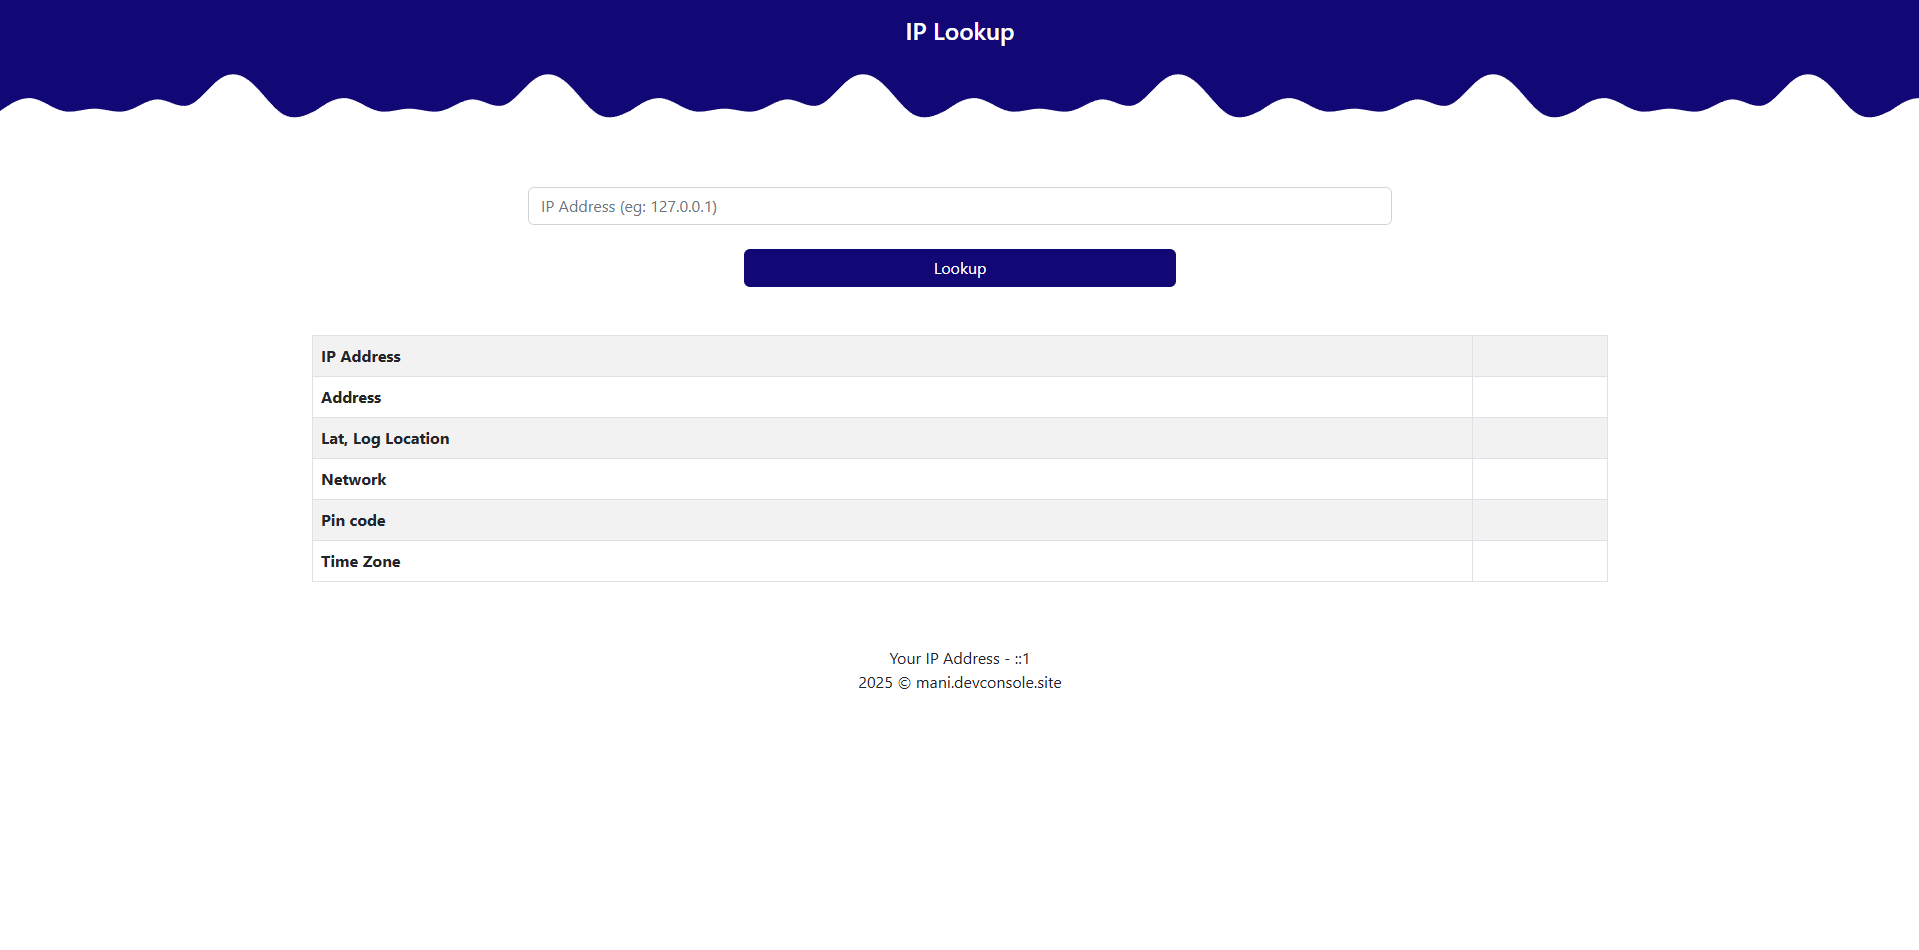 IP Lookup
IP Address (eg: 127.0.0.1)
Lookup
IP Address
Address
Lat, Log Location
Network
Pin code
Time Zone
Your IP Address - ::1
2025 © mani.devconsole.site